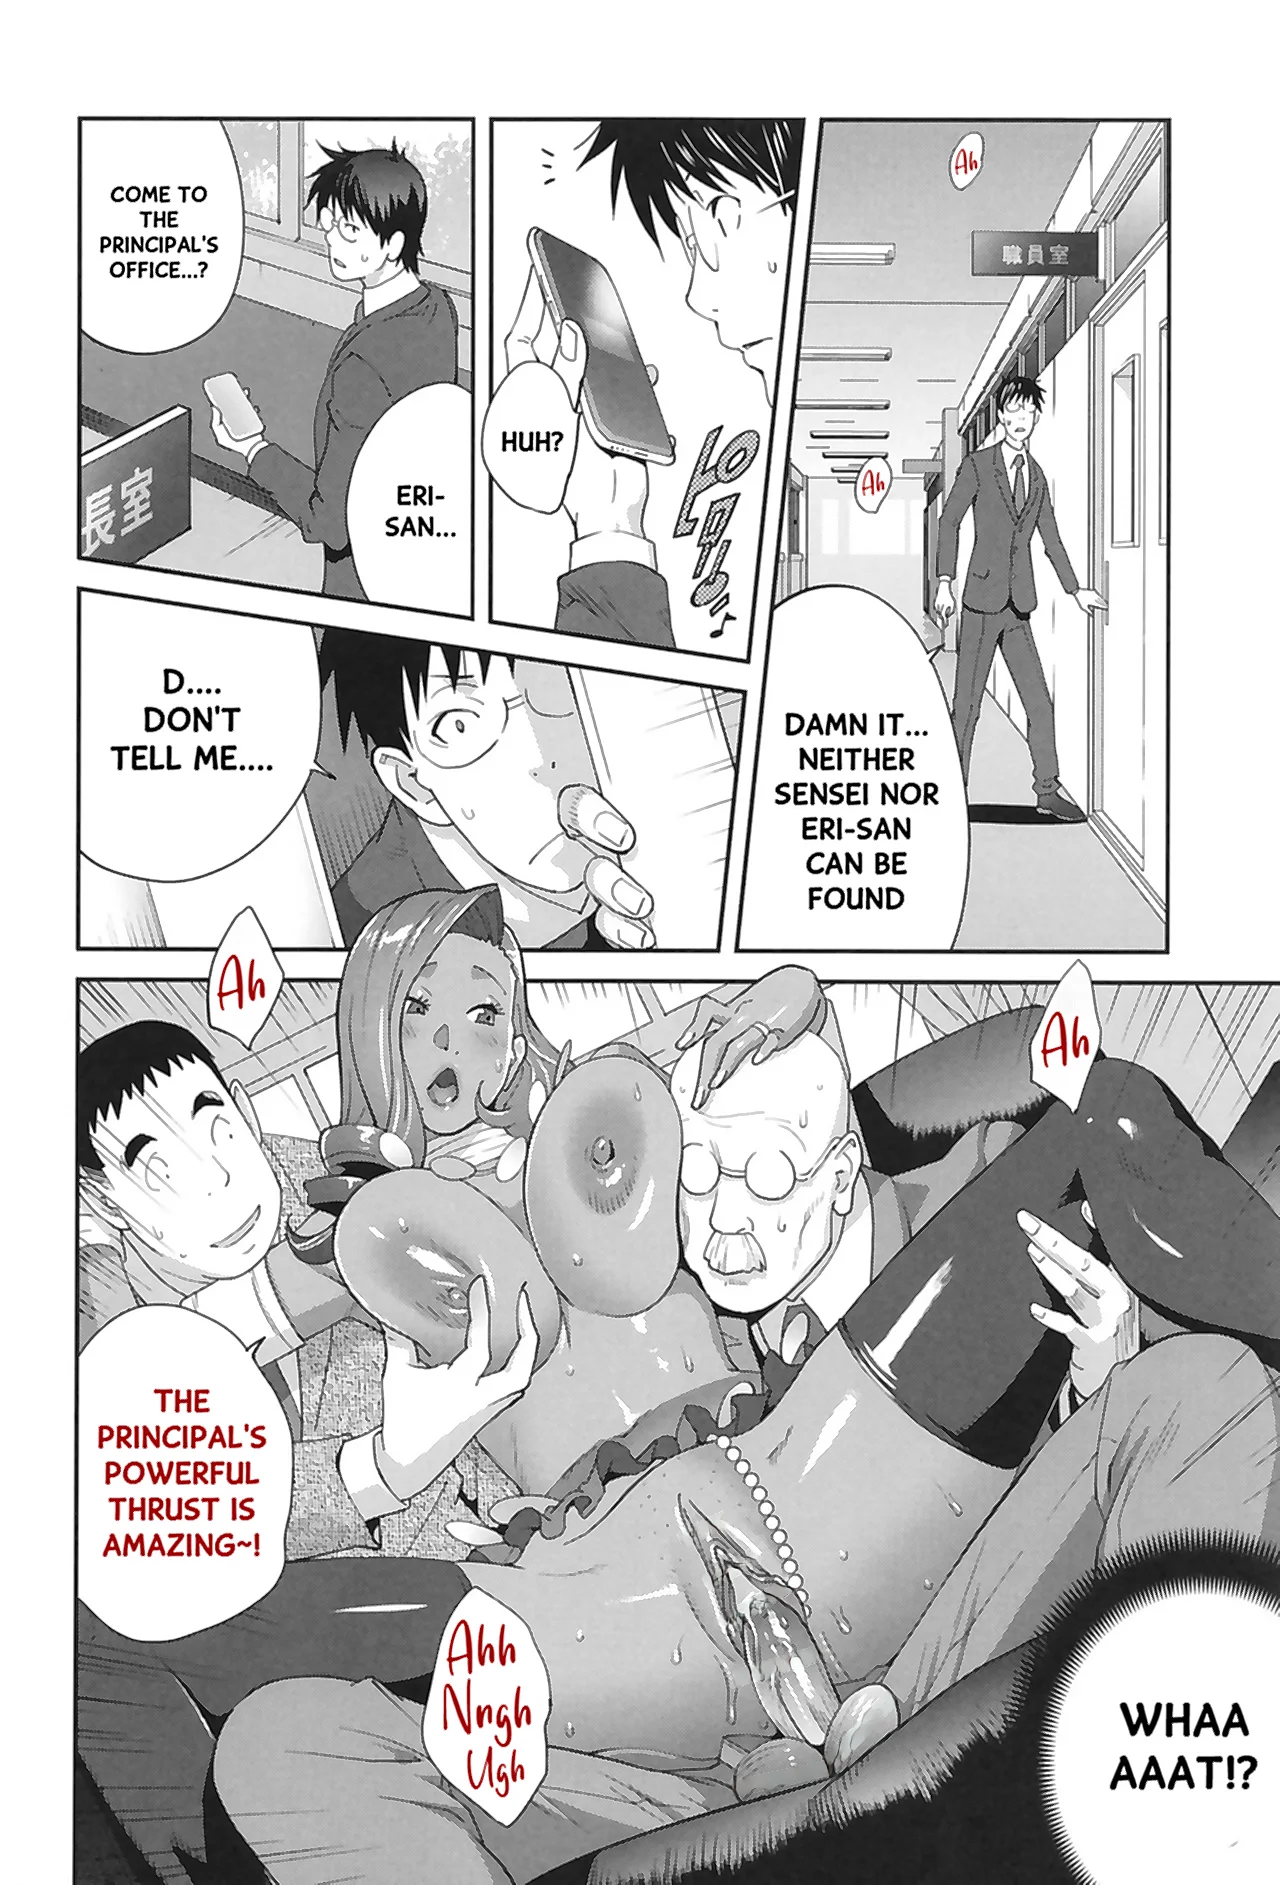 Ah
職員室
Ah
DAMN IT...
NEITHER
SENSEI NOR
ERI-SAN
CAN BE
FOUND
HUH?
COME TO
THE
PRINCIPAL'S
OFFICE...?
ERI-
SAN...
長室
D....
DON'T
TELL ME....
Ah
Ah
THE
PRINCIPAL'S
POWERFUL
THRUST IS
AMAZING~!
Ahh
Nngh
Ugh
WHAA
AAAT!?